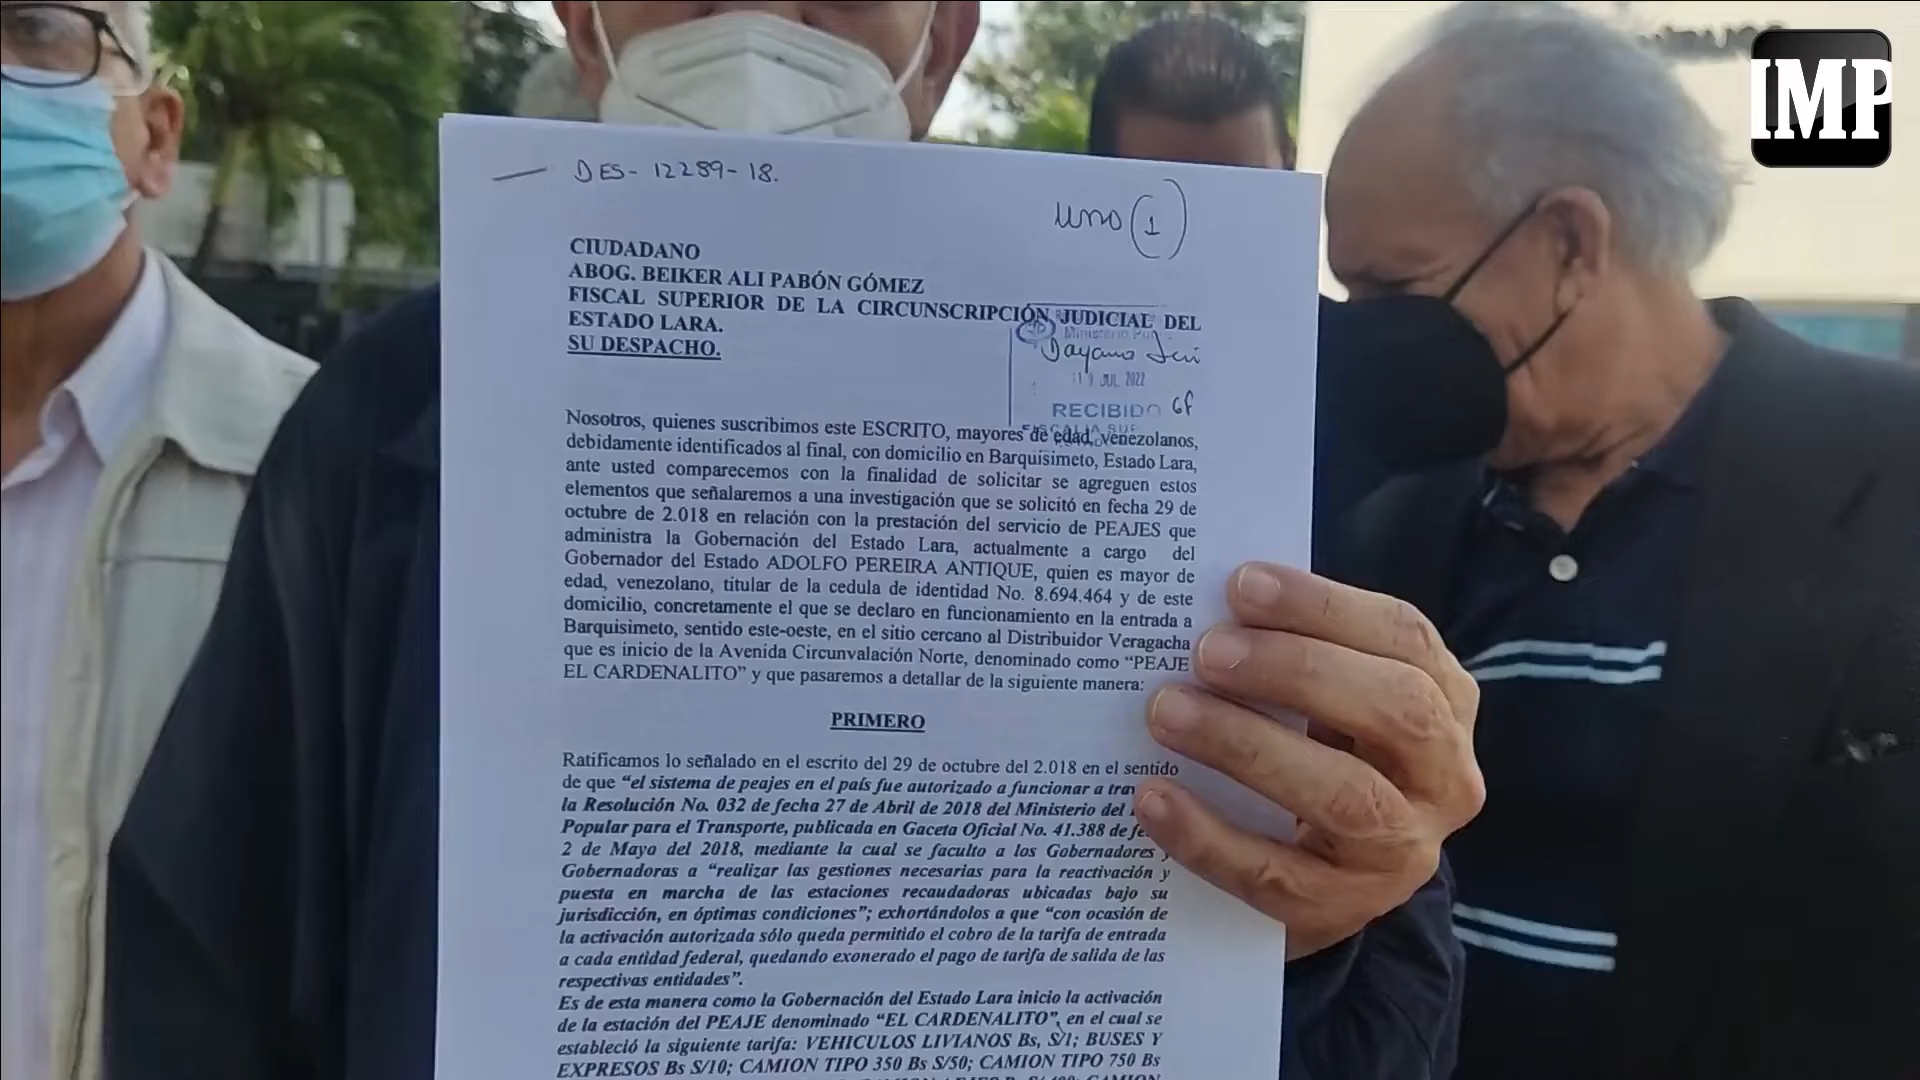 IMP
DES- 12289-18.
uno (1)
CIUDADANO
ABOG. BEIKER ALI PABÓN GÓMEZ
FISCAL SUPERIOR DE LA CIRCUNSCRIPCIÓN JUDICIAL DEL
ESTADO LARA.
SU DESPACHO.
Ministerio
19 JUL 2022
RECIBIDO 6f
Nosotros, quienes suscribimos este ESCRITO, mayores de edad, venezolanos,
debidamente identificados al final, con domicilio en Barquisimeto, Estado Lara,
ante usted comparecemos con la finalidad de solicitar se agreguen estos
elementos que señalaremos a una investigación que se solicitó en fecha 29 de
octubre de 2.018 en relación con la prestación del servicio de PEAJES que
administra la Gobernación del Estado Lara, actualmente a cargo del
Gobernador del Estado ADOLFO PEREIRA ANTIQUE, quien es mayor de
edad, venezolano, titular de la cedula de identidad No. 8.694.464 y de este
domicilio, concretamente el que se declaro en funcionamiento en la entrada a
Barquisimeto, sentido este-oeste, en el sitio cercano al Distribuidor Veragacha
que es inicio de la Avenida Circunvalación Norte, denominado como “PEAJE
EL CARDENALITO” y que pasaremos a detallar de la siguiente manera:
PRIMERO
Ratificamos lo señalado en el escrito del 29 de octubre del 2.018 en el sentido
de que “el sistema de peajes en el país fue autorizado a funcionar a
la Resolución No. 032 de fecha 27 de Abril de 2018 del Ministerio del
Popular para el Transporte, publicada en Gaceta Oficial No. 41.388 de
2 de Mayo del 2018, mediante la cual se faculto a los Gobernadores y
Gobernadoras a “realizar las gestiones necesarias para la reactivación y
puesta en marcha de las estaciones recaudadoras ubicadas bajo su
jurisdicción, en óptimas condiciones”; exhortándolos a que “con ocasión de
la activación autorizada sólo queda permitido el cobro de la tarifa de entrada
a cada entidad federal, quedando exonerado el pago de tarifa de salida de las
respectivas entidades”.
Es de esta manera como la Gobernación del Estado Lara inicio la activación
de la estación del PEAJE denominado “EL CARDENALITO”, en el cual se
estableció la siguiente tarifa: VEHICULOS LIVIANOS Bs, S/1; BUSES Y
EXPRESOS Bs S/10; CAMION TIPO 350 Bs S/50; CAMION TIPO 750 Bs